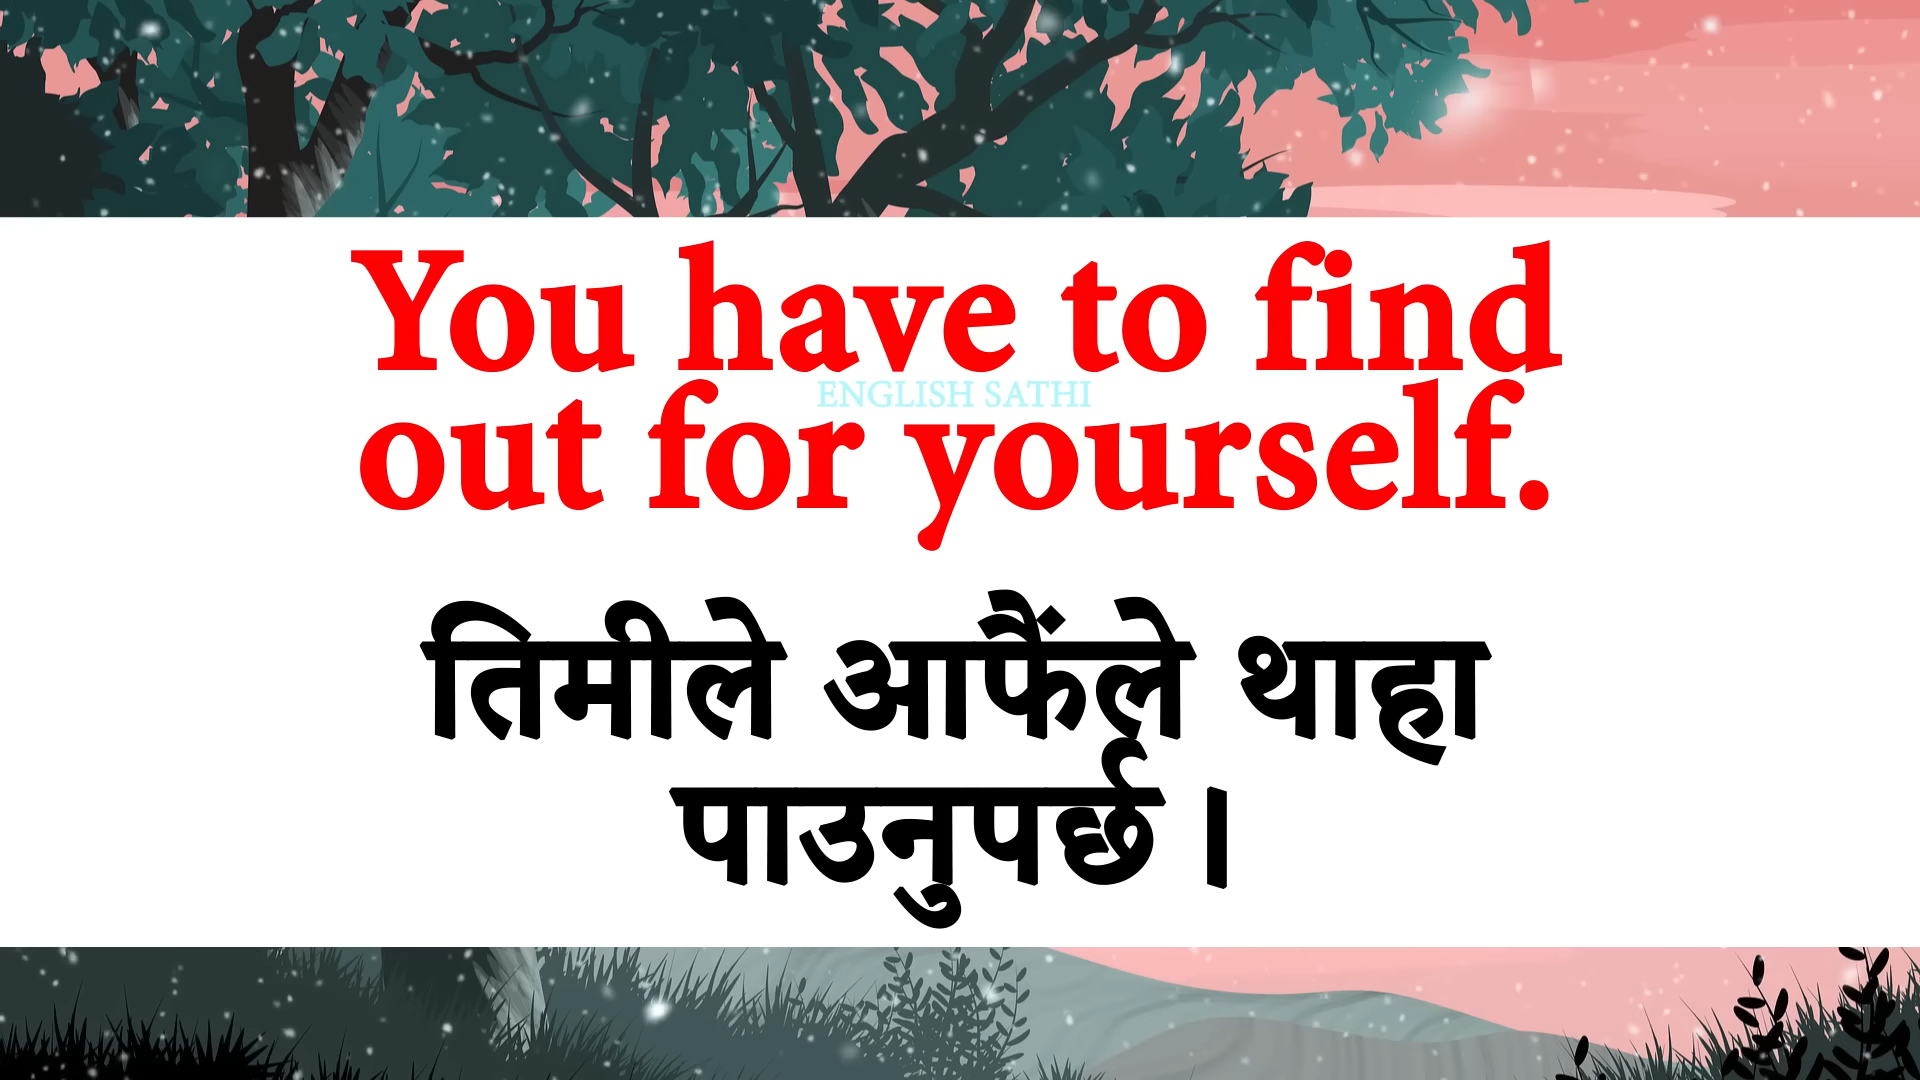 You have to find
ENGLISH SATHI
out for yourself.
तिमीले आफैंले थाहा
पाउनुपर्छ ।